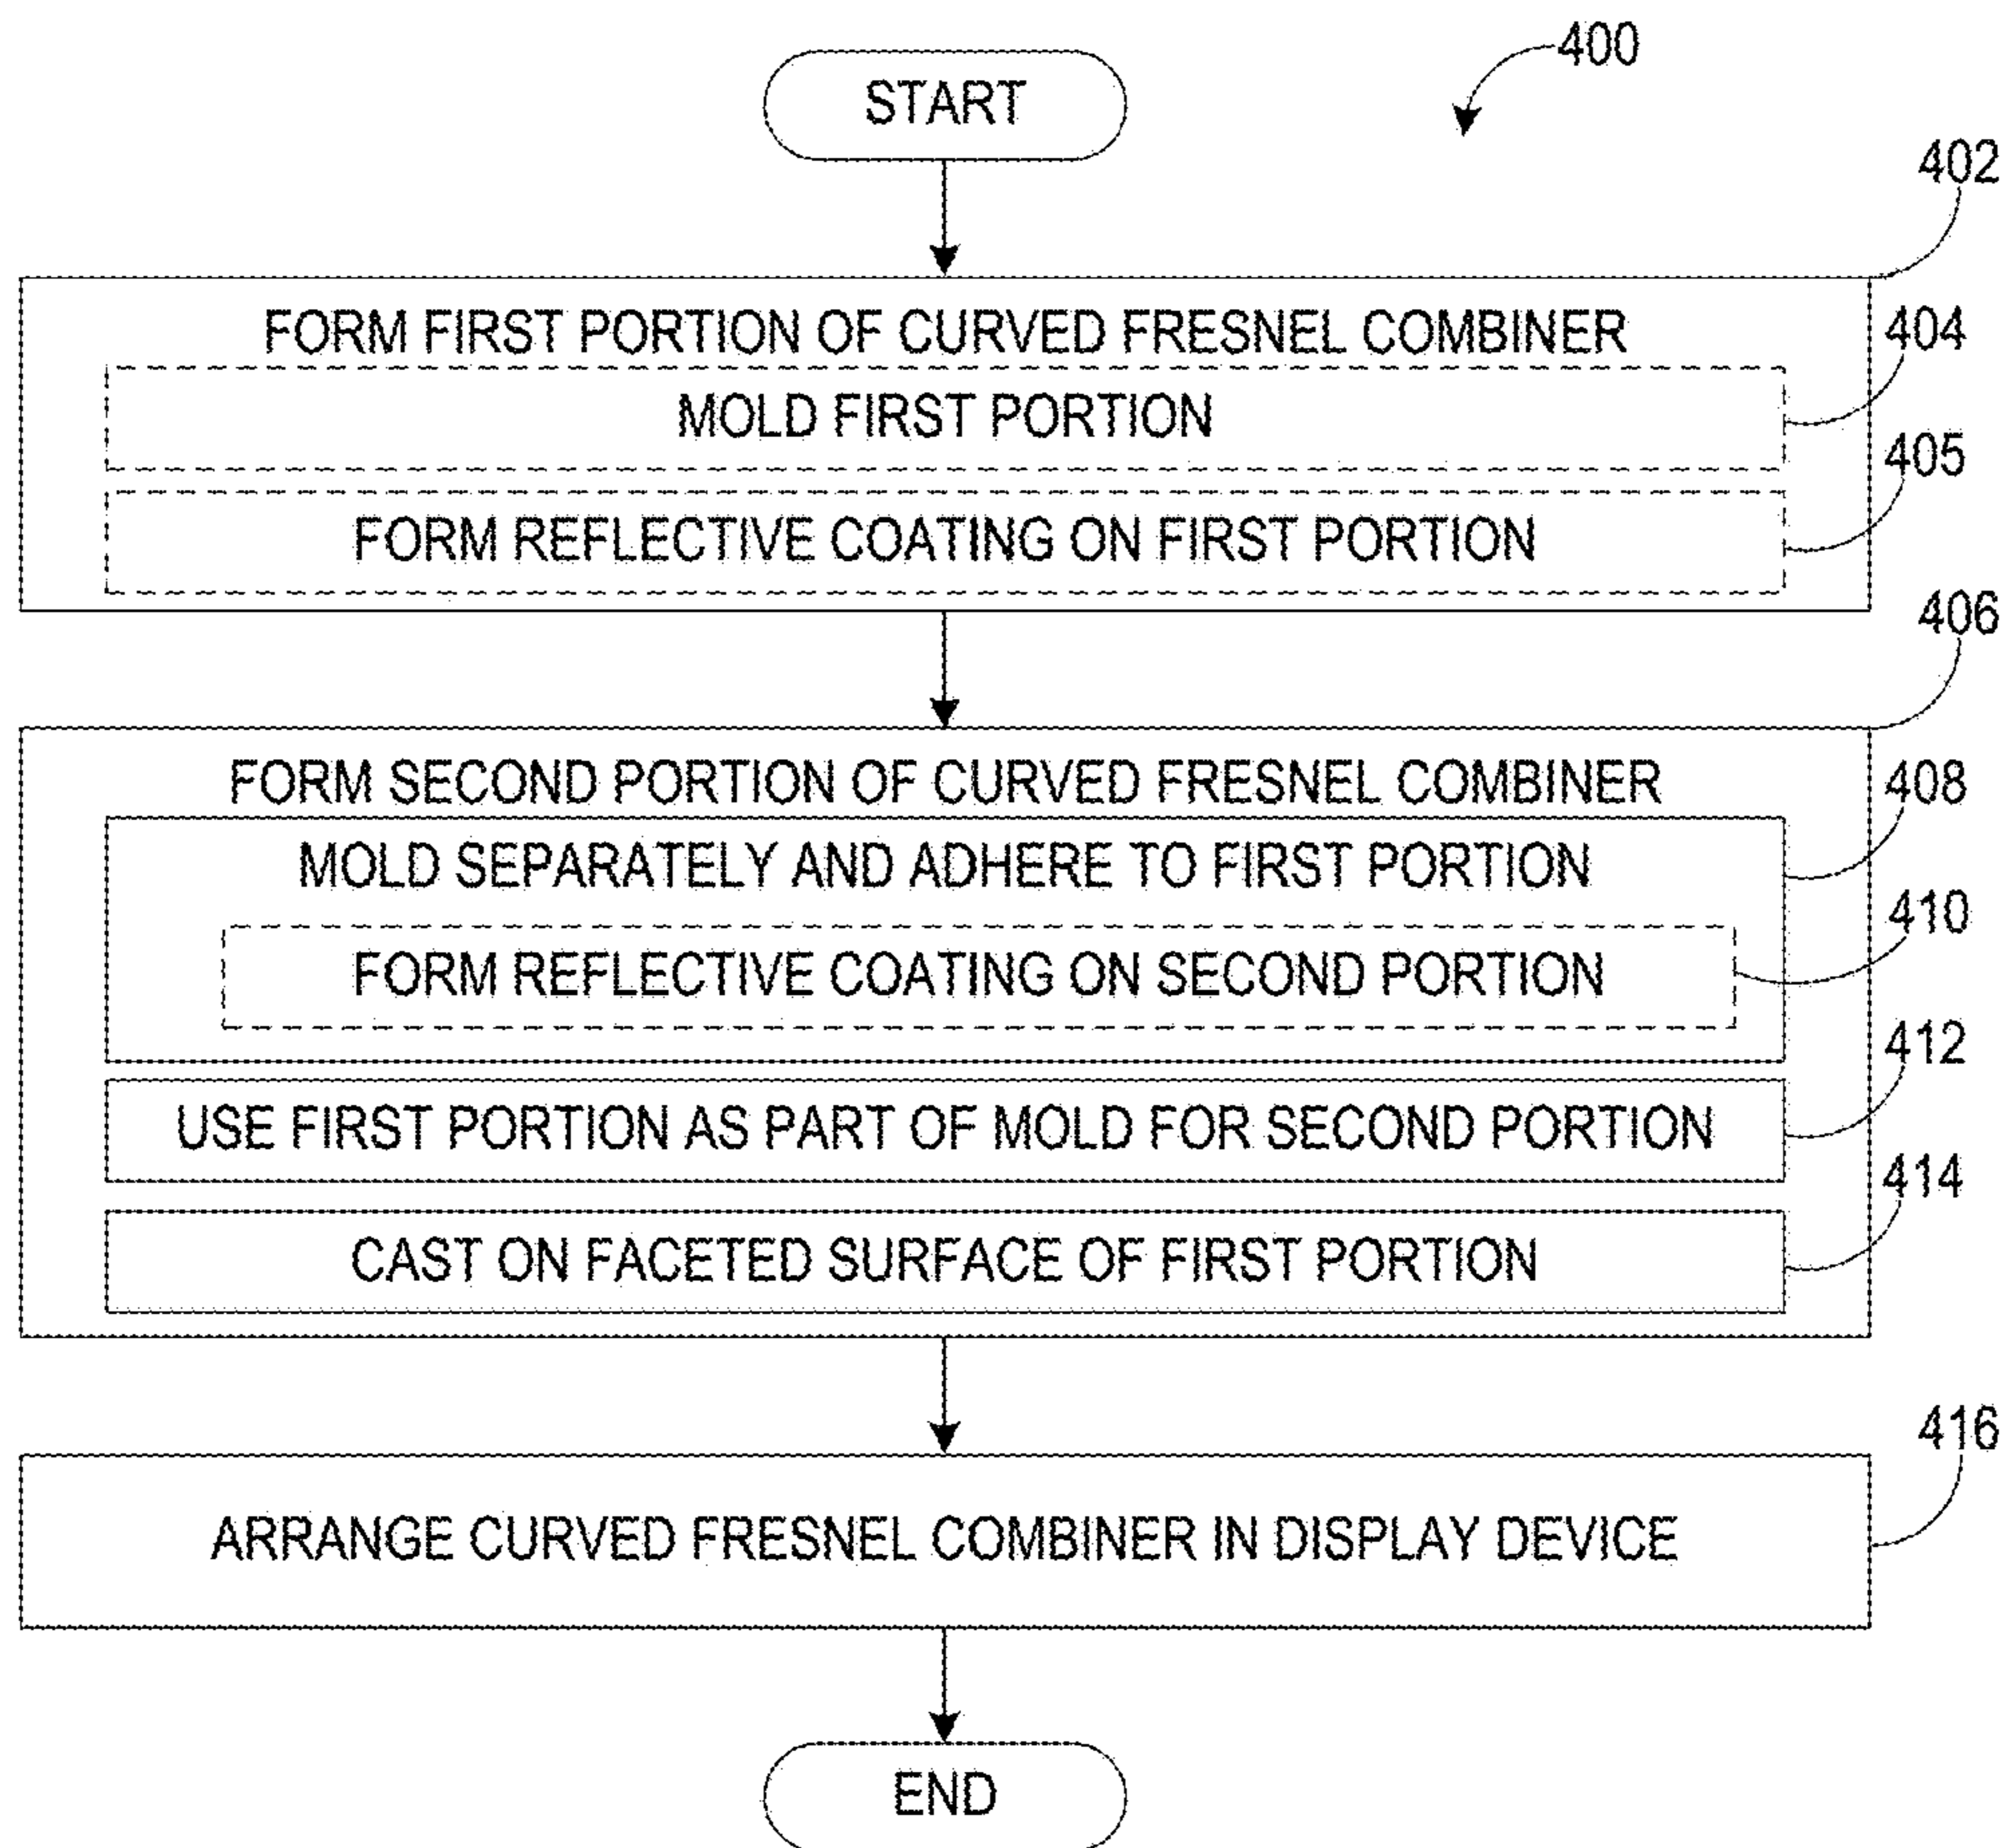 400
START
402
FORM FIRST PORTION OF CURVED FRESNEL COMBINER
404
MOLD FIRST PORTION
405
FORM REFLECTIVE COATING ON FIRST PORTION
406
FORM SECOND PORTION OF CURVED FRESNEL COMBINER
408
MOLD SEPARATELY AND ADHERE TO FIRST PORTION
410
FORM REFLECTIVE COATING ON SECOND PORTION
412
USE FIRST PORTION AS PART OF MOLD FOR SECOND PORTION
414
CAST ON FACETED SURFACE OF FIRST PORTION
416
ARRANGE CURVED FRESNEL COMBINER IN DISPLAY DEVICE
END